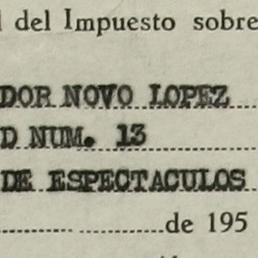 del Impuesto sobre
DOR NOVO LOPEZ
D NUM. 13
DE ESPECTACULOS
de 195